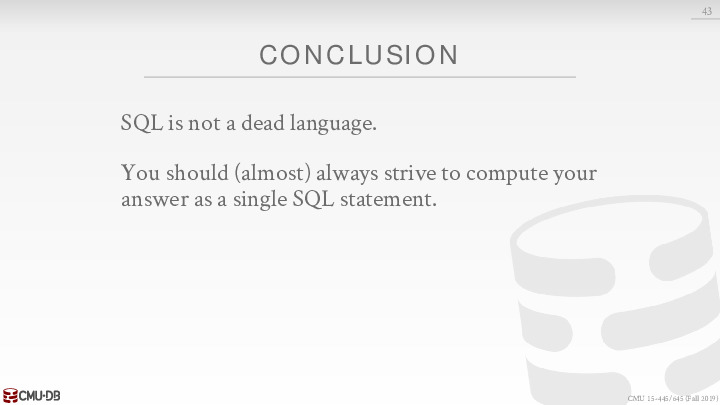 43
CONCLUSION
SQL is not a dead language.
You should (almost) always strive to compute your
answer as a single SQL statement.
CMU·DB
CMU 15-445/645 (Fall 2019)